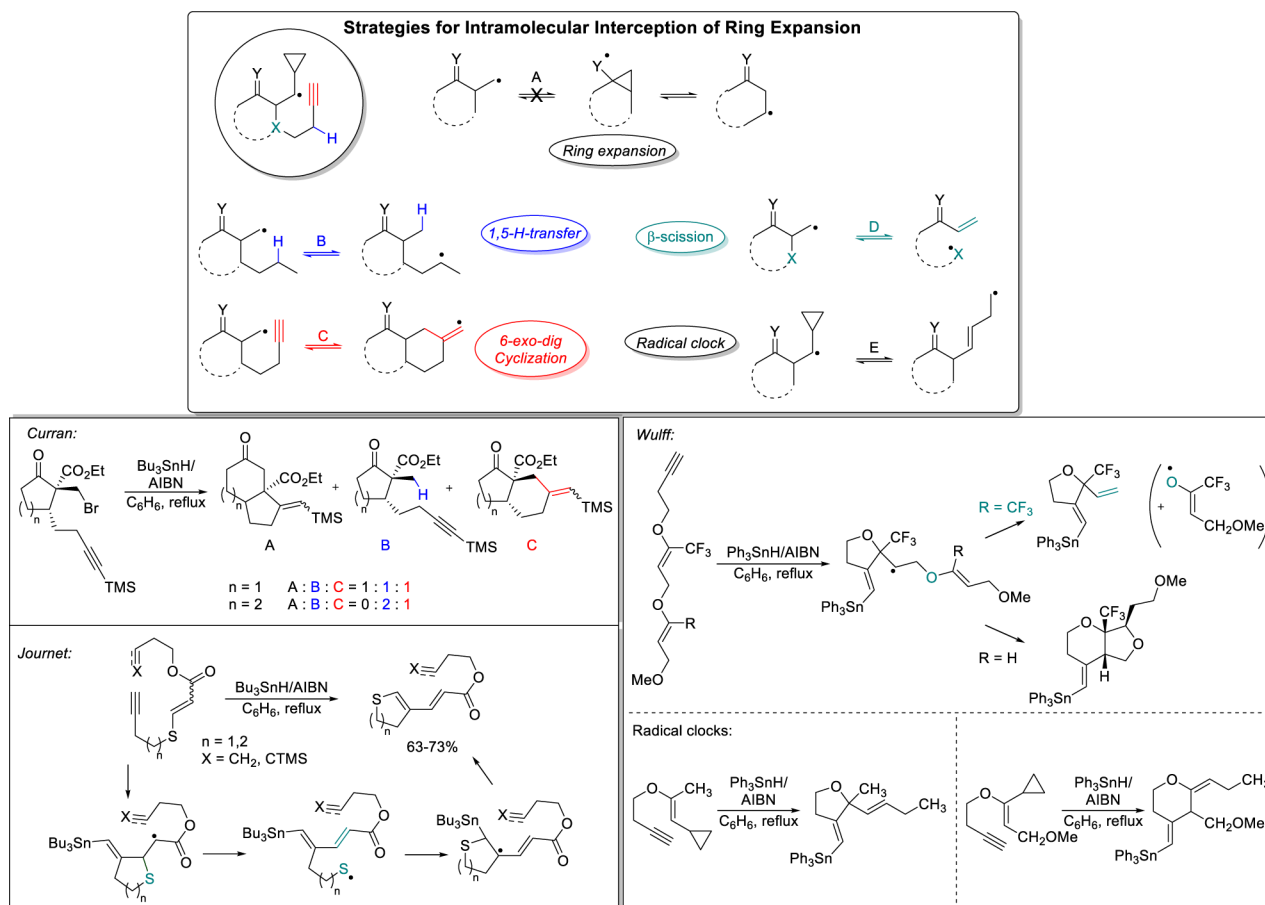 Strategies for Intramolecular Interception of Ring Expansion
Y
X
H
Y
A
X
Y
Y
Ring expansion
Y
H
B
Y
H
1,5-H-transfer
β-scission
Y
X
D
Y
X
Y
C
Y
6-exo-dig
Cyclization
Radical clock
Y
E
Y
Curran:
O
CO2Et
Br
( )n
TMS
Bu3SnH/
AIBN
C6H6, reflux
O
CO2Et
( )n
TMS
A
+
O
CO2Et
H
( )n
TMS
B
+
O
CO2Et
( )n
TMS
C
n = 1 A : B : C = 1 : 1 : 1
n = 2 A : B : C = 0 : 2 : 1
Journet:
X
O
O
S
( )n
Bu3SnH/AIBN
C6H6, reflux
n = 1,2
X = CH2, CTMS
X
S
O
O
( )n
63-73%
X
Bu3Sn
O
O
S
( )n
X
Bu3Sn
O
O
S
( )n
X
Bu3Sn
S
O
O
( )n
Wulff:
O
CF3
O
R
MeO
Ph3SnH/AIBN
C6H6, reflux
O
CF3
R
O
Ph3Sn
OMe
R = CF3
O
CF3
Ph3Sn
+
O
CF3
OMe
R = H
OMe
O
CF3
O
H
Ph3Sn
Radical clocks:
O
CH3
Ph3SnH/
AIBN
C6H6, reflux
O
CH3
CH3
Ph3Sn
O
OMe
Ph3SnH/
AIBN
C6H6, reflux
O
CH3
OMe
Ph3Sn